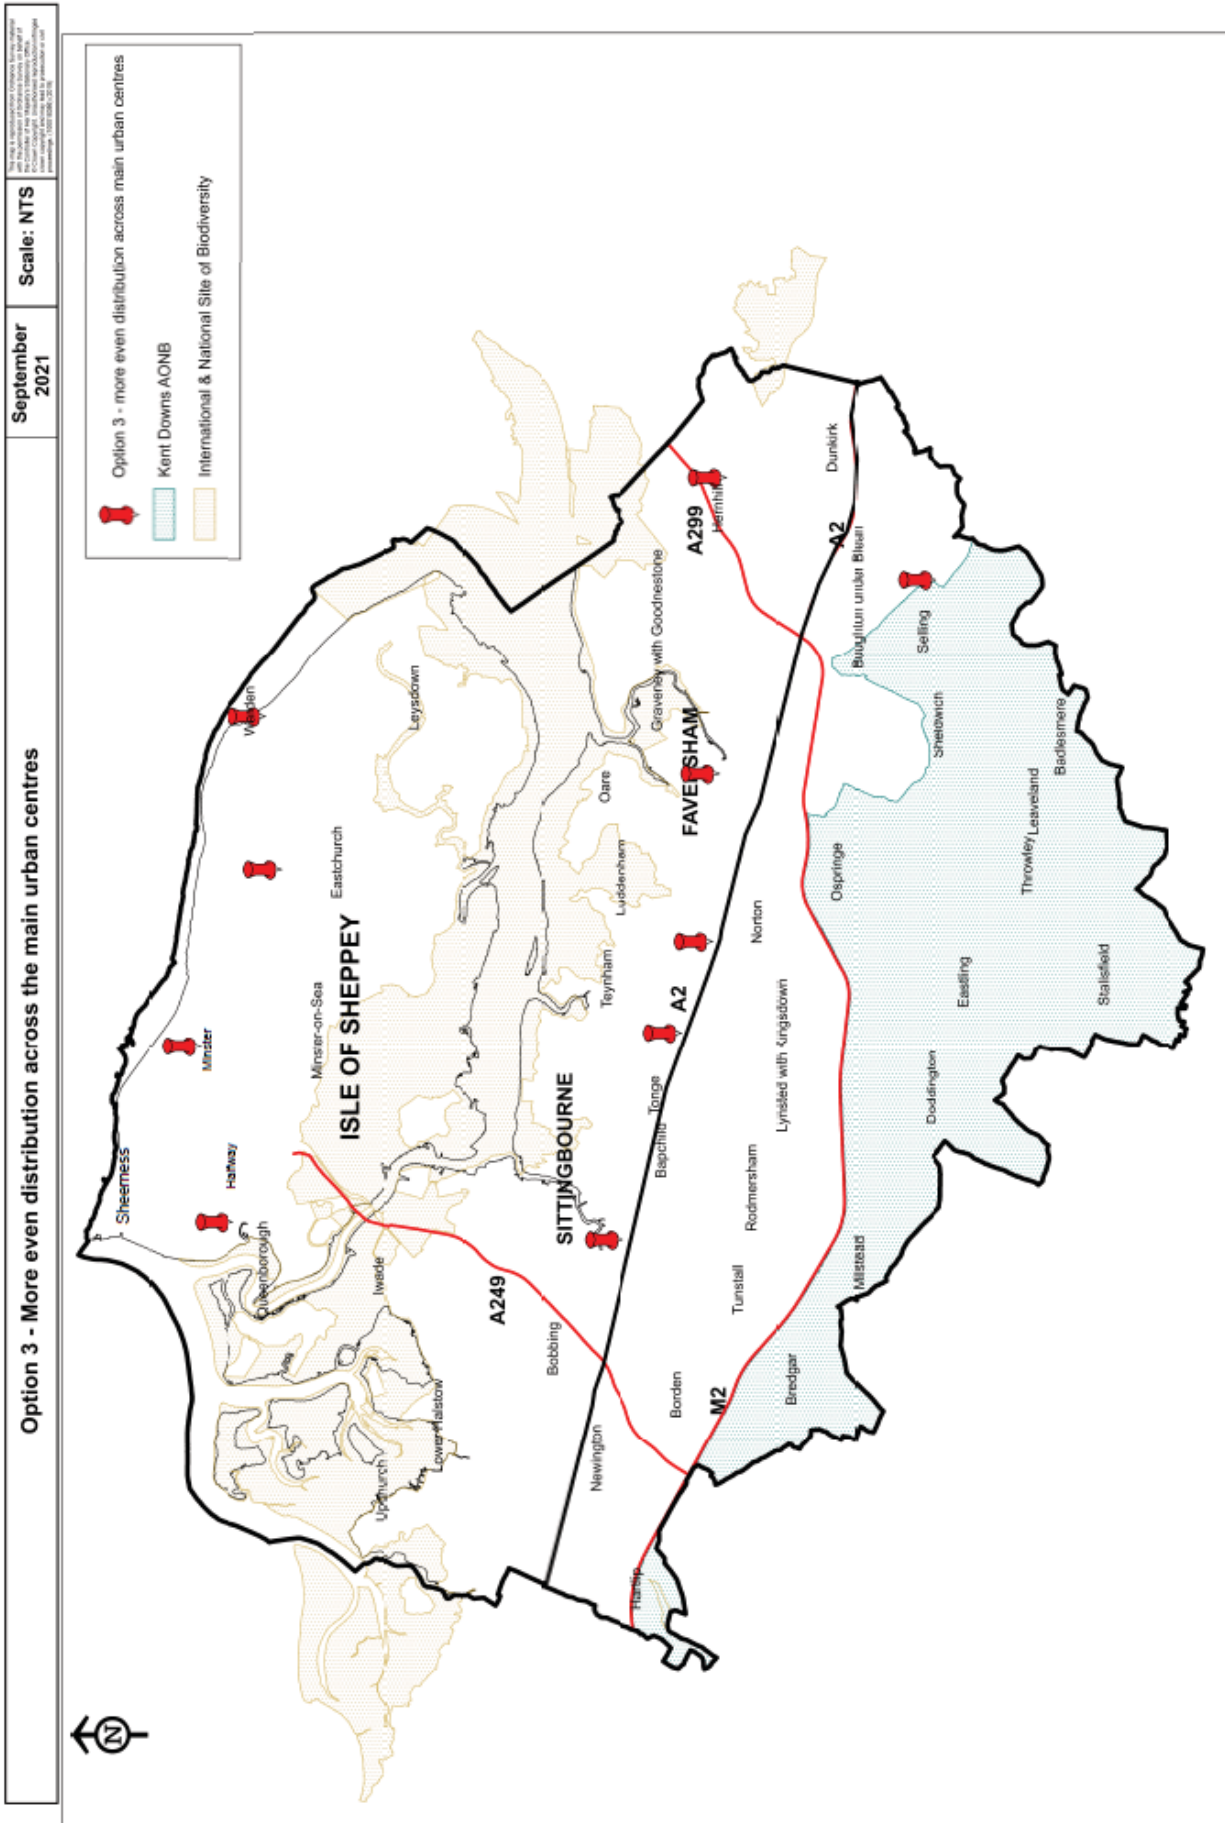 Option 3 - More even distribution across the main urban centres
September
2021
Scale: NTS
Option 3 - more even distribution across main urban centres
Kent Downs AONB
International & National Site of Biodiversity
N
Sheerness
Minster
Halfway
Warden
Queenborough
Minster-on-Sea
Eastchurch
Leysdown
ISLE OF SHEPPEY
Iwade
Upchurch
Lower Halstow
A249
Bobbing
SITTINGBOURNE
Teynham
Luddenham
Oare
Graveney with Goodnestone
A299
Hernhill
FAVERSHAM
Newington
Borden
Bapchild
Tonge
A2
Norton
A2
Dunkirk
Boughton under Blean
Hartlip
M2
Tunstall
Rodmersham
Lynsted with Kingsdown
Ospringe
Selling
Bredgar
Milstead
Doddington
Eastling
Sheldwich
Throwley
Leaveland
Badlesmere
Stalisfield